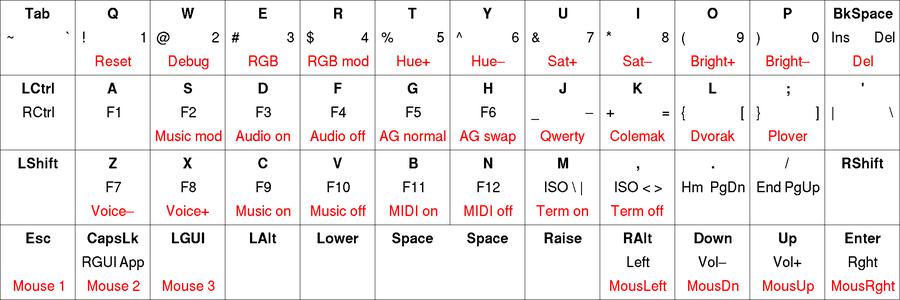 Tab Q W E R T Y U I O P BkSpace
~ ` ! 1 @ 2 # 3 $ 4 % 5 ^ 6 & 7 * 8 ( 9 ) 0 Ins Del
Reset Debug RGB RGB mod Hue+ Hue– Sat+ Sat– Bright+ Bright– Del
LCtrl A S D F G H J K L ; '
RCtrl F1 F2 F3 F4 F5 F6 _ – + = { [ } ] | \
Music mod Audio on Audio off AG normal AG swap Qwerty Colemak Dvorak Plover
LShift Z X C V B N M , . / RShift
F7 F8 F9 F10 F11 F12 ISO \ | ISO < > Hm PgDn End PgUp
Voice– Voice+ Music on Music off MIDI on MIDI off Term on Term off
Esc CapsLk LGUI LAlt Lower Space Space Raise RAlt Down Up Enter
RGUI App Left Vol– Vol+ Rght
Mouse 1 Mouse 2 Mouse 3 MousLeft MousDn MousUp MousRght